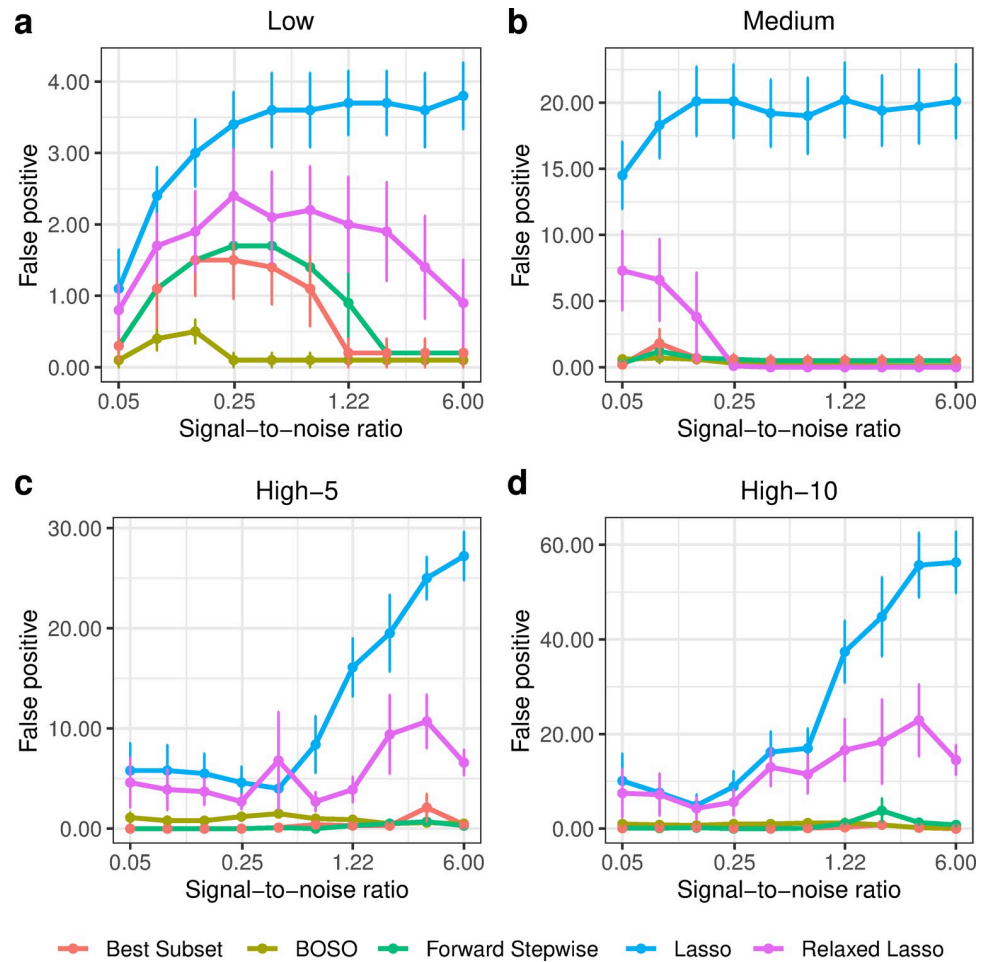 a
Low
False positive
4.00
3.00
2.00
1.00
0.00
0.05
0.25
1.22
6.00
Signal−to−noise ratio
b
Medium
False positive
20.00
15.00
10.00
5.00
0.00
0.05
0.25
1.22
6.00
Signal−to−noise ratio
c
High−5
False positive
30.00
20.00
10.00
0.00
0.05
0.25
1.22
6.00
Signal−to−noise ratio
d
High−10
False positive
60.00
40.00
20.00
0.00
0.05
0.25
1.22
6.00
Signal−to−noise ratio
Best Subset BOSO Forward Stepwise Lasso Relaxed Lasso